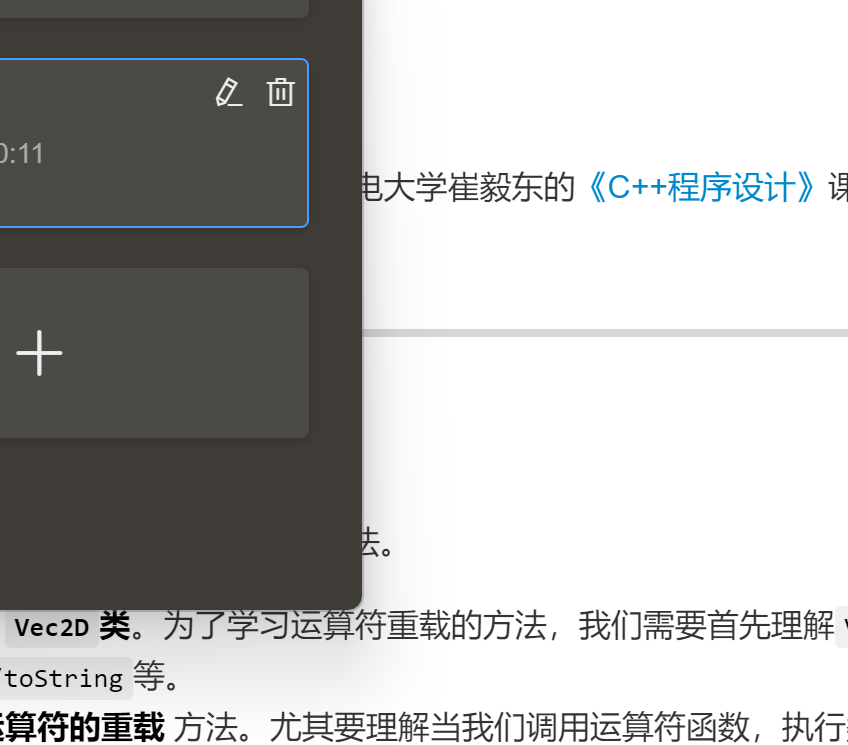 0:11
电大学崔毅东的《C++程序设计》课
法。
Vec2D 类。为了学习运算符重载的方法，我们需要首先理解
/toString 等。
运算符的重载 方法。尤其要理解当我们调用运算符函数，执行